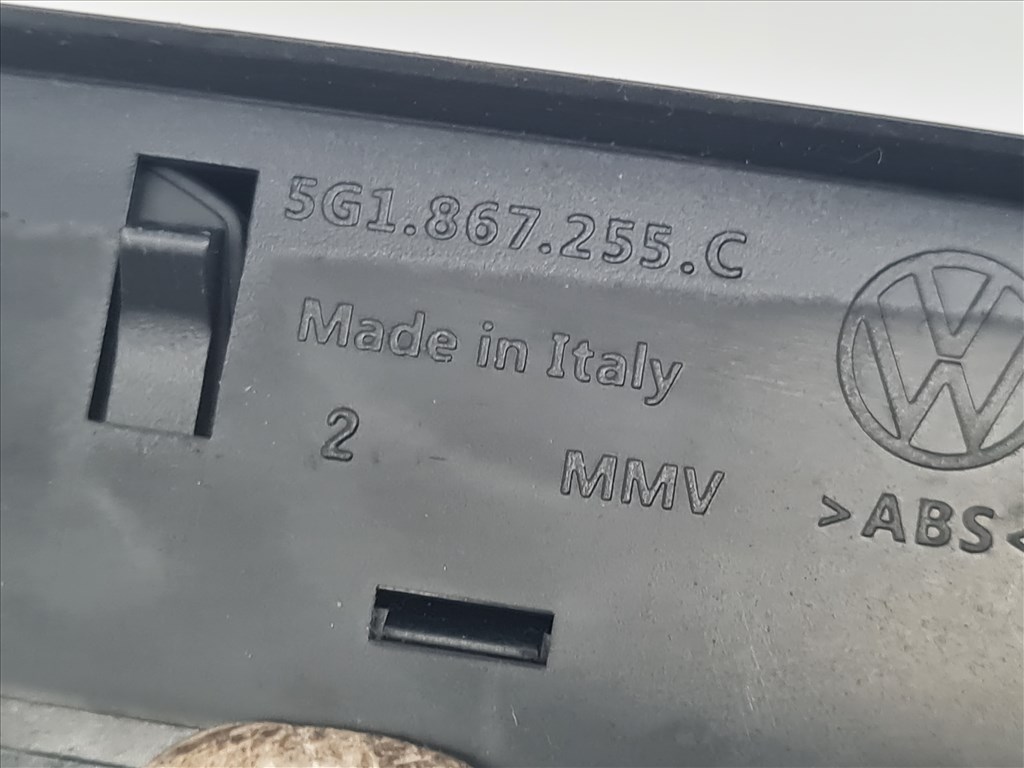 5G1.867.255.C
Made in Italy
2
MMV
>ABS<